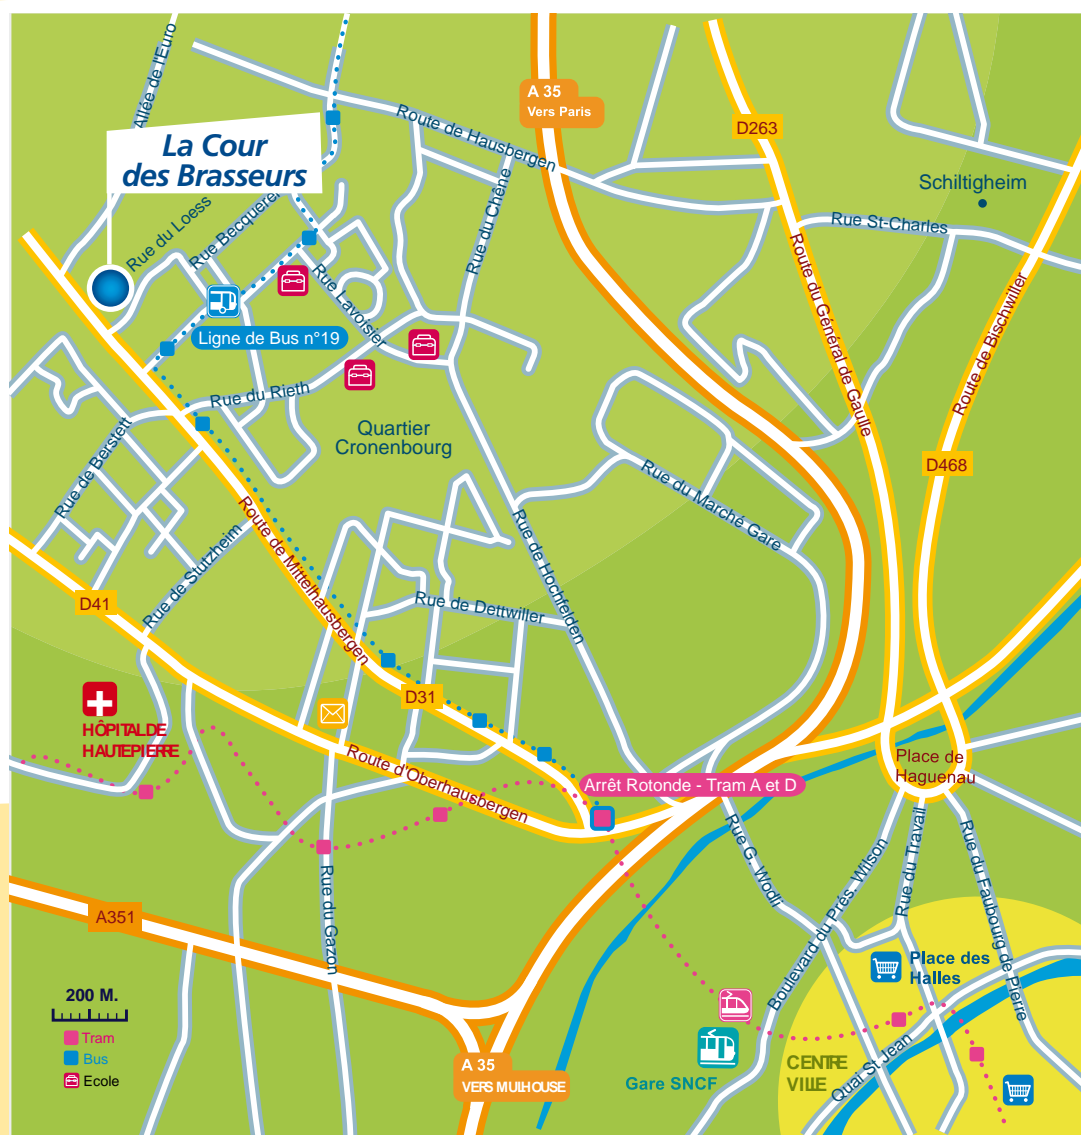 Allée de l'Euro
La Cour
des Brasseurs
Rue du Loess
Rue Becquerel
Route de Hausbergen
A 35
Vers Paris
D263
Schiltigheim
Rue St-Charles
Rue du Chêne
Rue Lavoisier
Ligne de Bus n°19
Rue du Rieth
Quartier
Cronenbourg
Route du Général de Gaulle
Route de Bischwiller
D468
Rue de Berstett
Rue de Stutzheim
Route de Mittelhausbergen
Rue du Marché Gare
Rue de Hochfelden
Rue de Dettwiller
D41
D31
HÔPITAL DE
HAUTEPIERRE
Route d'Oberhausbergen
Arrêt Rotonde - Tram A et D
Place de
Haguenau
Rue G. Wodli
Boulevard du Prés. Wilson
Rue du Travail
Rue du Faubourg de Pierre
Rue du Gazon
A351
Place des
Halles
200 M.
Tram
Bus
Ecole
A 35
VERS MULHOUSE
Gare SNCF
CENTRE
VILLE
Quai St Jean